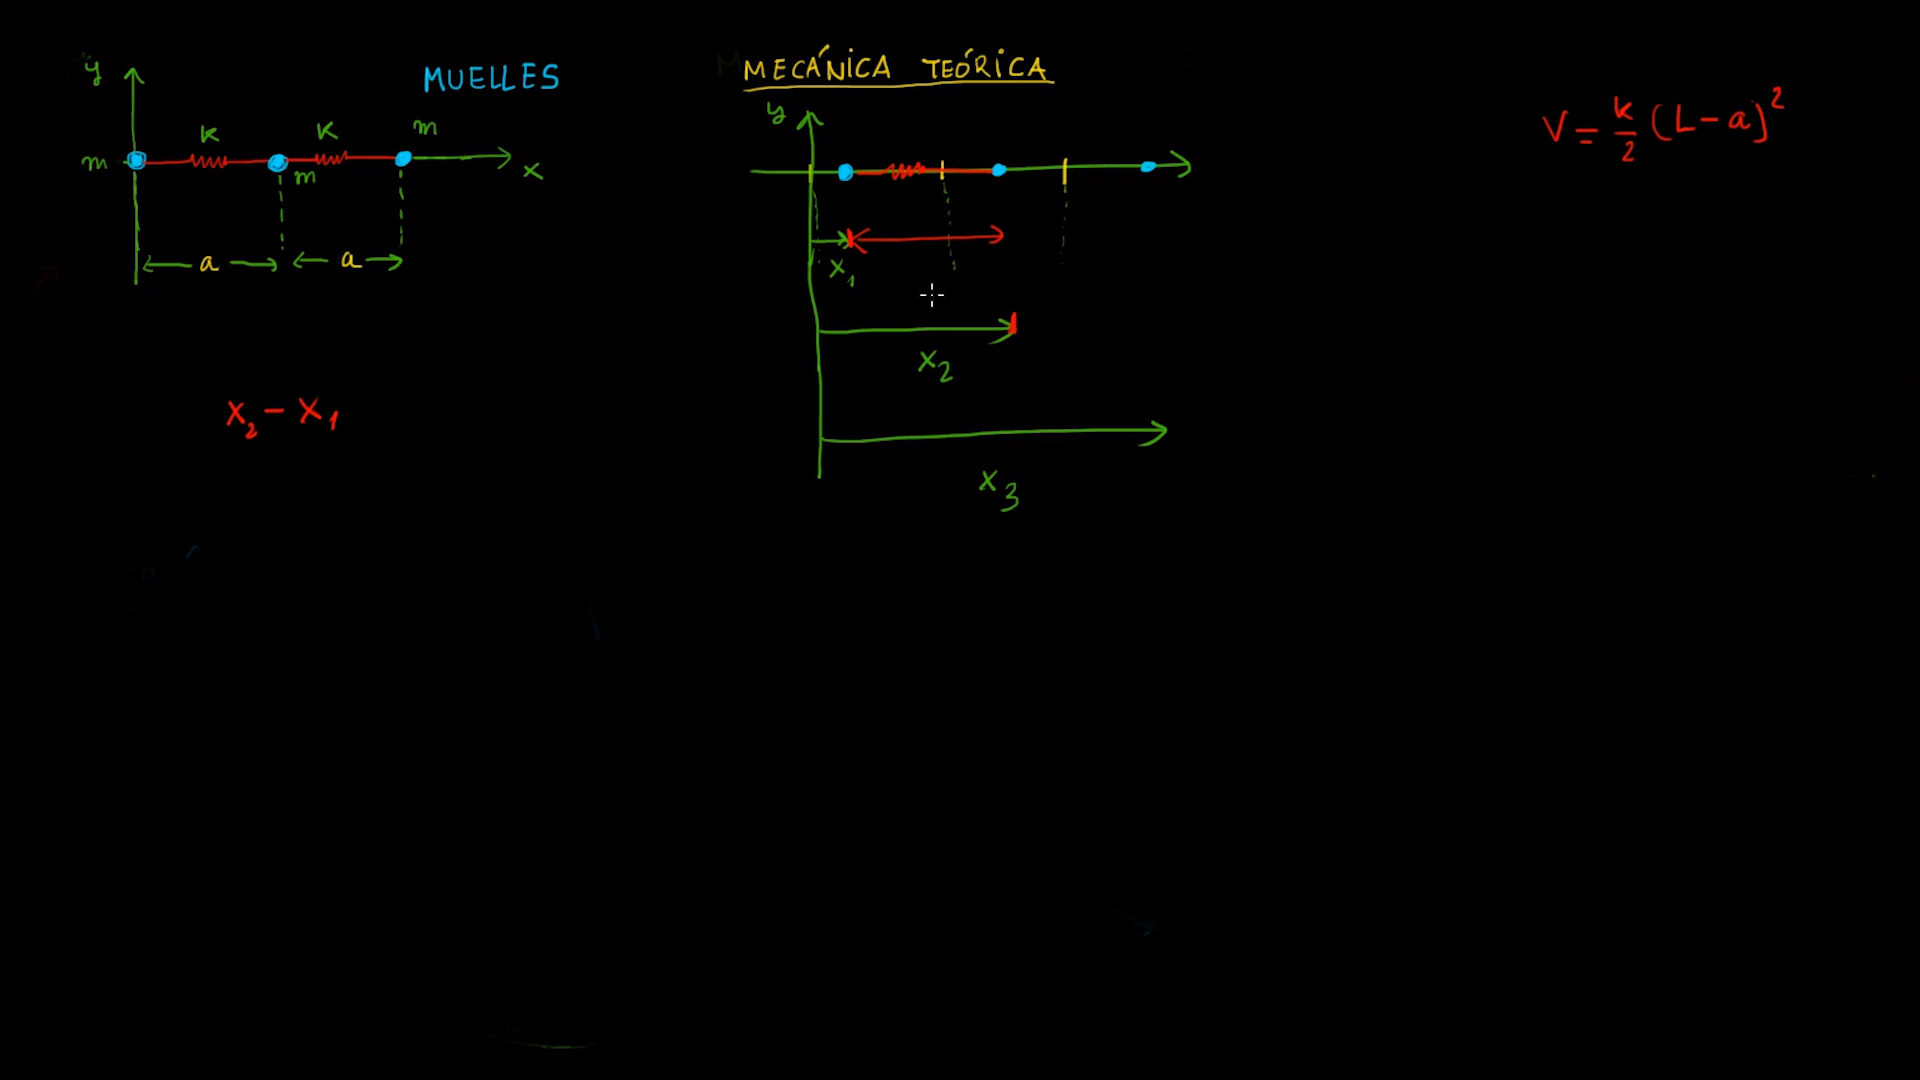 MECÁNICA TEÓRICA
MUELLES
y
K K m
m m x
a a
x₂ - x₁
y
x₁
x₂
x₃
V = k/2 (L - a)²